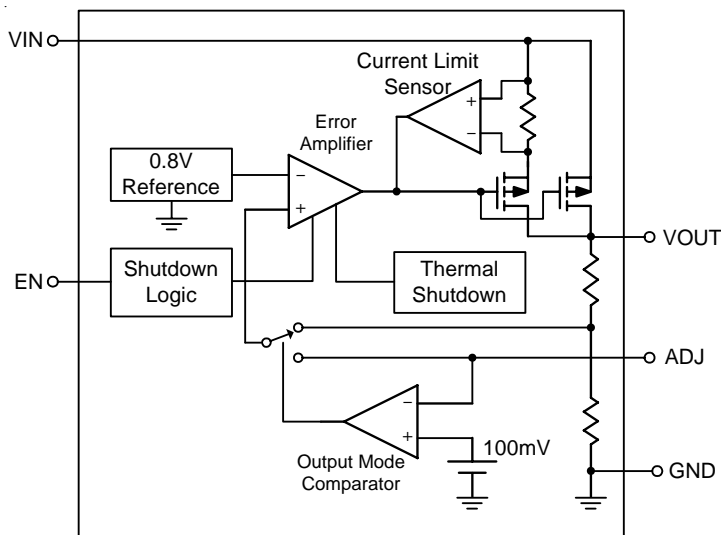 VIN
Current Limit
Sensor
+
−
Error
Amplifier
0.8V
Reference
−
+
VOUT
EN
Shutdown
Logic
Thermal
Shutdown
ADJ
−
+
100mV
Output Mode
Comparator
GND